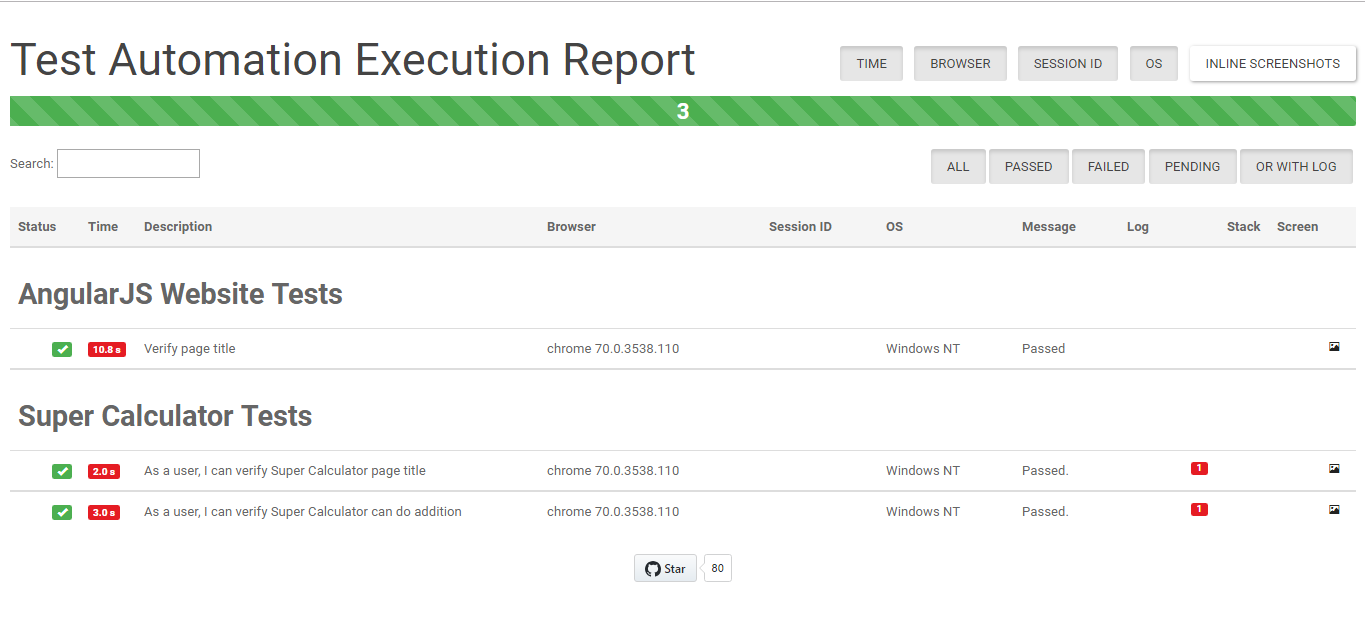 Test Automation Execution Report TIME BROWSER SESSION ID OS INLINE SCREENSHOTS
3
Search: ALL PASSED FAILED PENDING OR WITH LOG
Status Time Description Browser Session ID OS Message Log Stack Screen
AngularJS Website Tests
10.8 s Verify page title chrome 70.0.3538.110 Windows NT Passed
Super Calculator Tests
2.0 s As a user, I can verify Super Calculator page title chrome 70.0.3538.110 Windows NT Passed. 1
3.0 s As a user, I can verify Super Calculator can do addition chrome 70.0.3538.110 Windows NT Passed. 1
Star 80